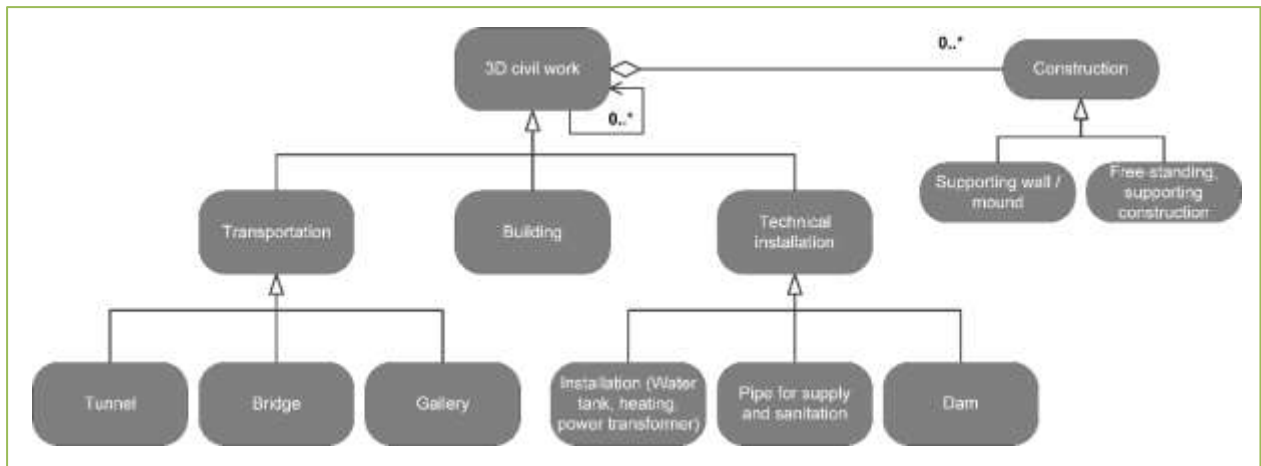 3D civil work
0..*
Construction
0..*
Supporting wall /
mound
Free-standing,
supporting
construction
Transportation
Building
Technical
installation
Tunnel
Bridge
Gallery
Installation (Water
tank, heating,
power transformer)
Pipe for supply
and sanitation
Dam